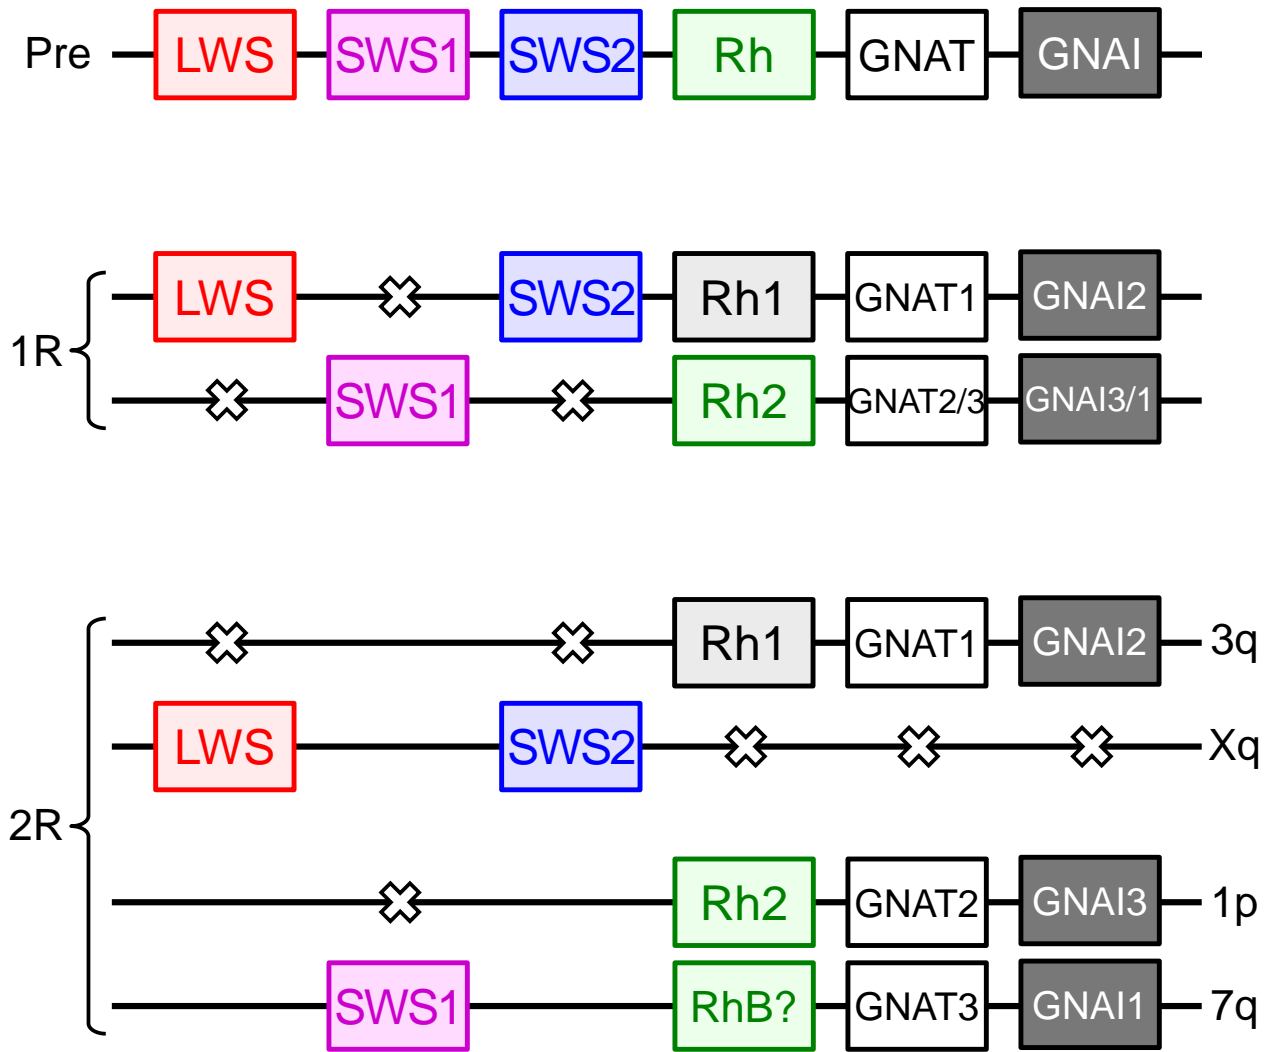 Pre LWS SWS1 SWS2 Rh GNAT GNAI
1R
LWS SWS2 Rh1 GNAT1 GNAI2
SWS1 Rh2 GNAT2/3 GNAI3/1
2R
Rh1 GNAT1 GNAI2 3q
LWS SWS2 Xq
Rh2 GNAT2 GNAI3 1p
SWS1 RhB? GNAT3 GNAI1 7q